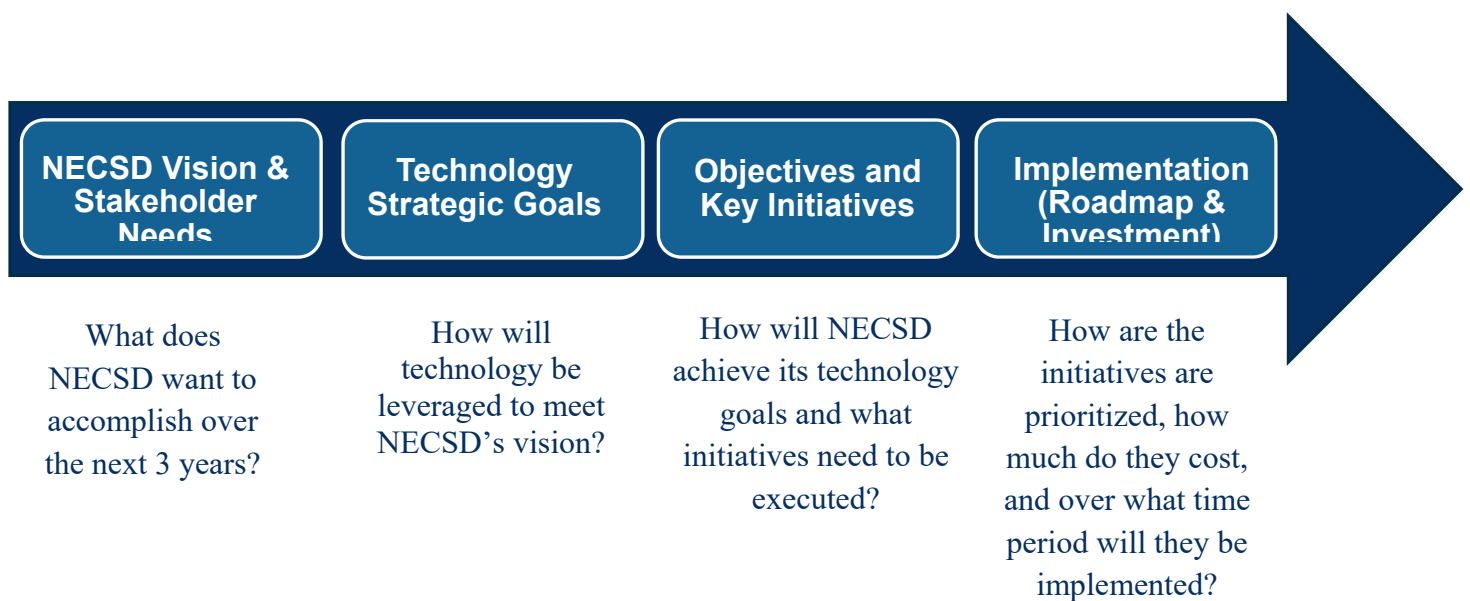 NECSD Vision &
Stakeholder
Needs
Technology
Strategic Goals
Objectives and
Key Initiatives
Implementation
(Roadmap &
Investment)
What does
NECSD want to
accomplish over
the next 3 years?
How will
technology be
leveraged to meet
NECSD’s vision?
How will NECSD
achieve its technology
goals and what
initiatives need to be
executed?
How are the
initiatives are
prioritized, how
much do they cost,
and over what time
period will they be
implemented?